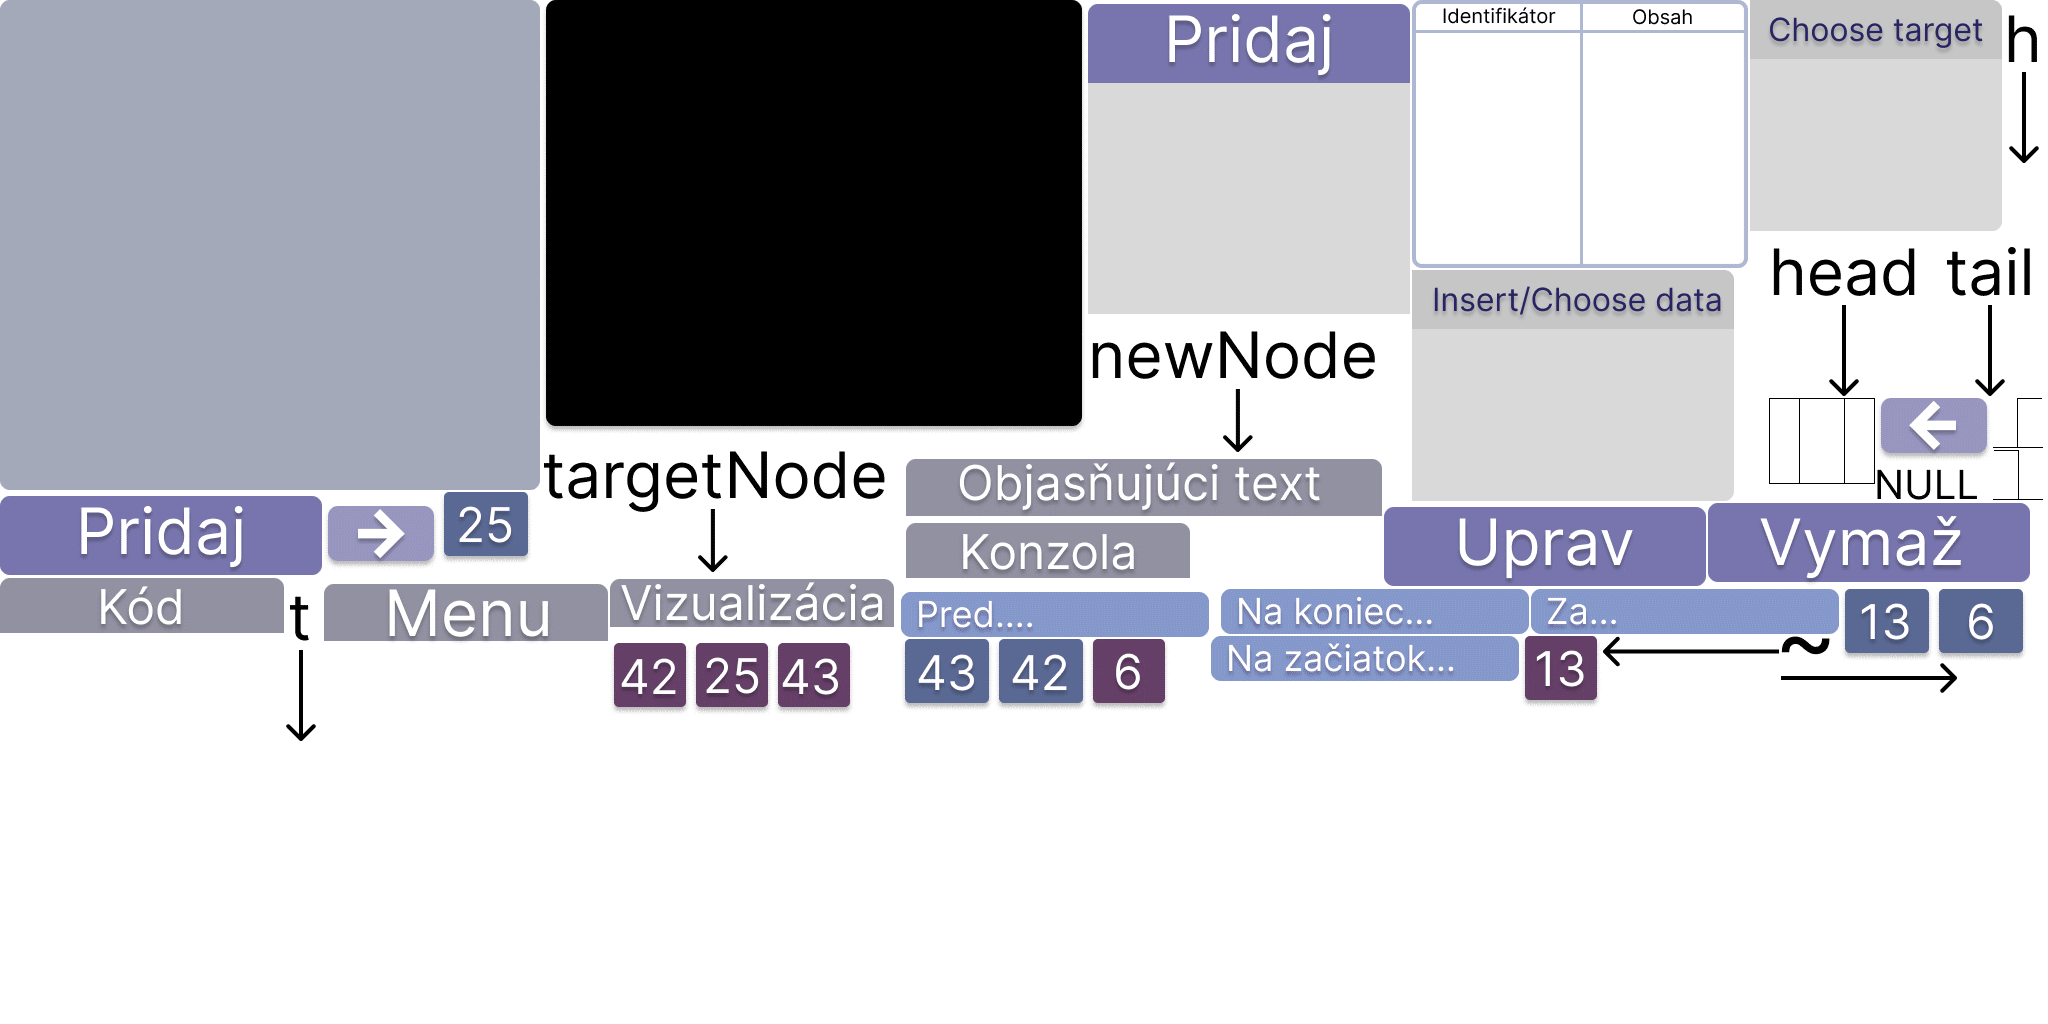 Pridaj
Identifikátor
Obsah
Choose target
h
head
tail
Insert/Choose data
newNode
targetNode
Objasňujúci text
NULL
Pridaj
25
Konzola
Uprav
Vymaž
Kód
t
Menu
Vizualizácia
Pred....
Na koniec...
Za...
13
6
~
Na začiatok...
42
25
43
43
42
6
13